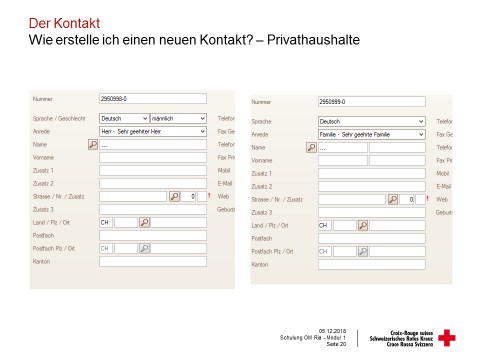 Der Kontakt
Wie erstelle ich einen neuen Kontakt? – Privathaushalte
Nummer 2950998-0
Sprache / Geschlecht Deutsch männlich Telefor
Anrede Herr - Sehr geehrter Herr Fax Ge
Name ... Telefor
Vorname Fax Pri
Zusatz 1 Mobil
Zusatz 2 E-Mail
Strasse / Nr. / Zusatz 0 ! Web
Zusatz 3 Geburts
Land / Plz / Ort CH
Postfach
Postfach Plz / Ort CH
Kanton
Nummer 2950999-0
Sprache Deutsch Telefor
Anrede Familie - Sehr geehrte Familie Fax Ge
Name ... Telefor
Vorname Fax Pri
Zusatz 1 Mobil
Zusatz 2 E-Mail
Strasse / Nr. / Zusatz 0 ! Web
Zusatz 3 Geburts
Land / Plz / Ort CH
Postfach
Postfach Plz / Ort CH
Kanton
05.12.2018
Schulung OM Ria - Modul 1
Seite 20
Croix-Rouge suisse
Schweizerisches Rotes Kreuz
Croce Rossa Svizzera